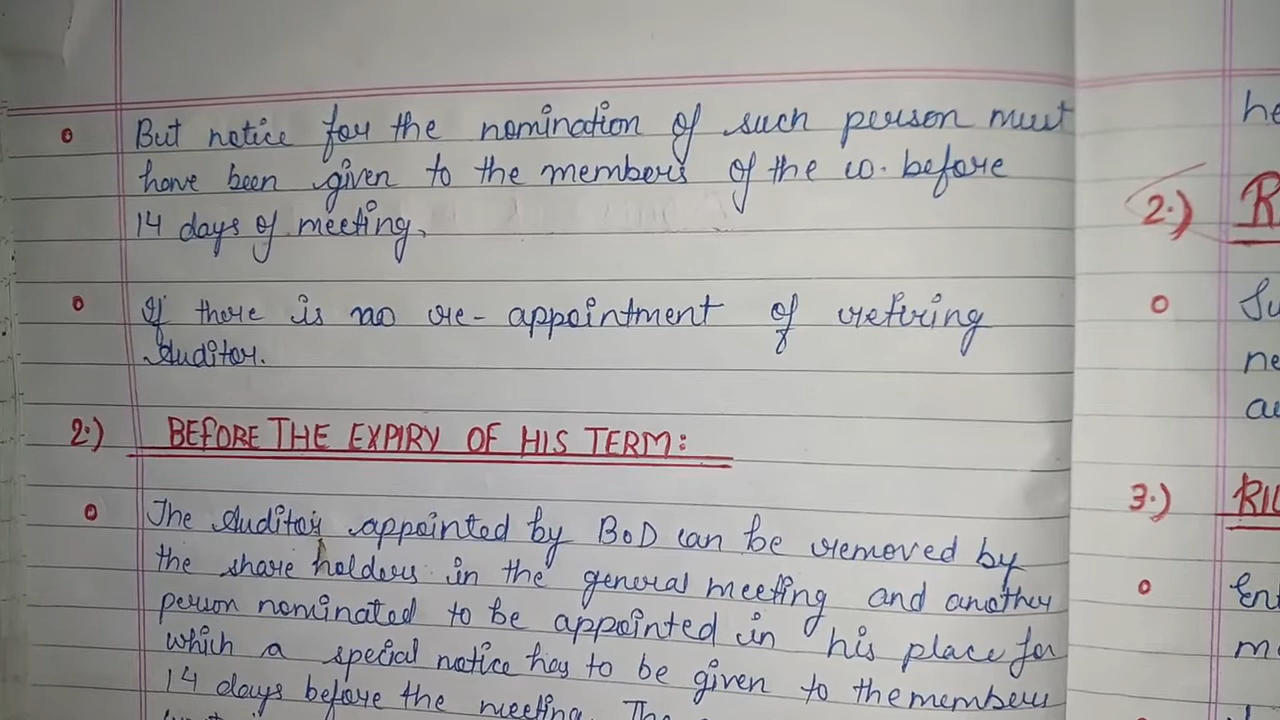 But notice for the nomination of such person must
have been given to the members of the co. before
14 days of meeting.
If there is no re-appointment of retiring
Auditor.
2.) BEFORE THE EXPIRY OF HIS TERM:
The Auditor appointed by BoD can be removed by
the share holders in the general meeting and another
person nominated to be appointed in his place for
which a special notice has to be given to the members
14 days before the meeting.
2.)
3.)